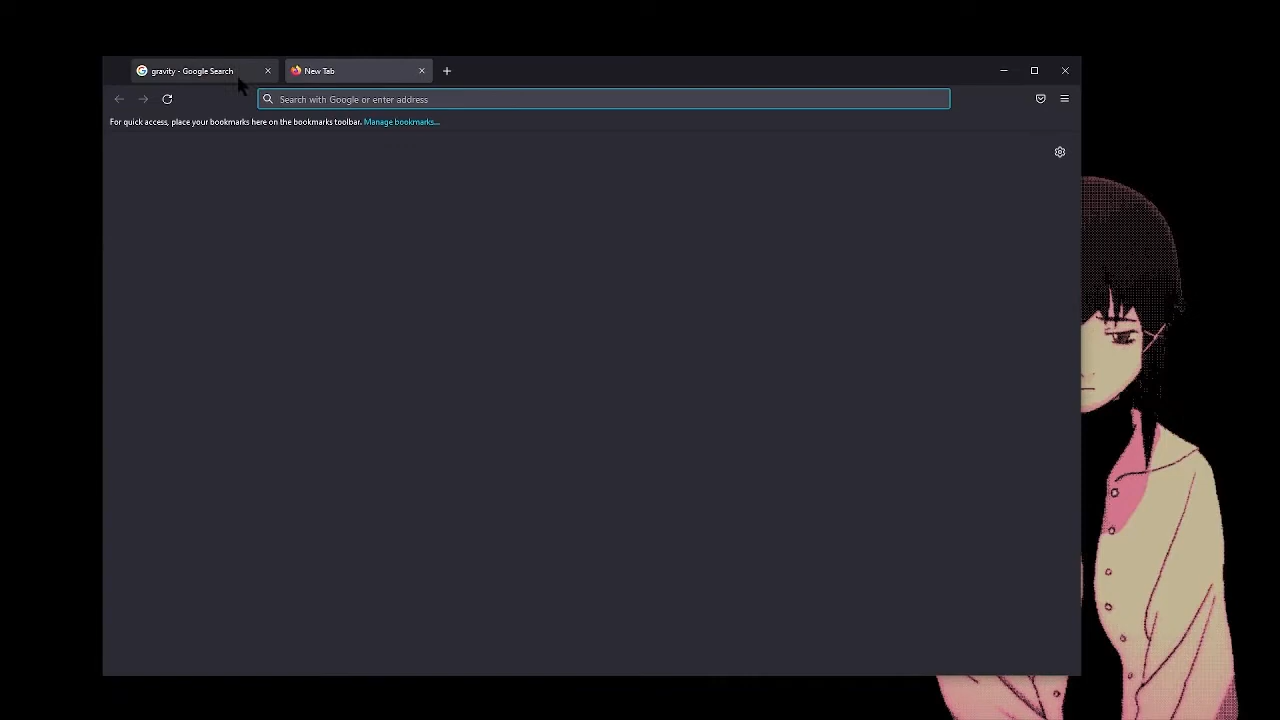 gravity - Google Search
New Tab
Search with Google or enter address
For quick access, place your bookmarks here on the bookmarks toolbar. Manage bookmarks...